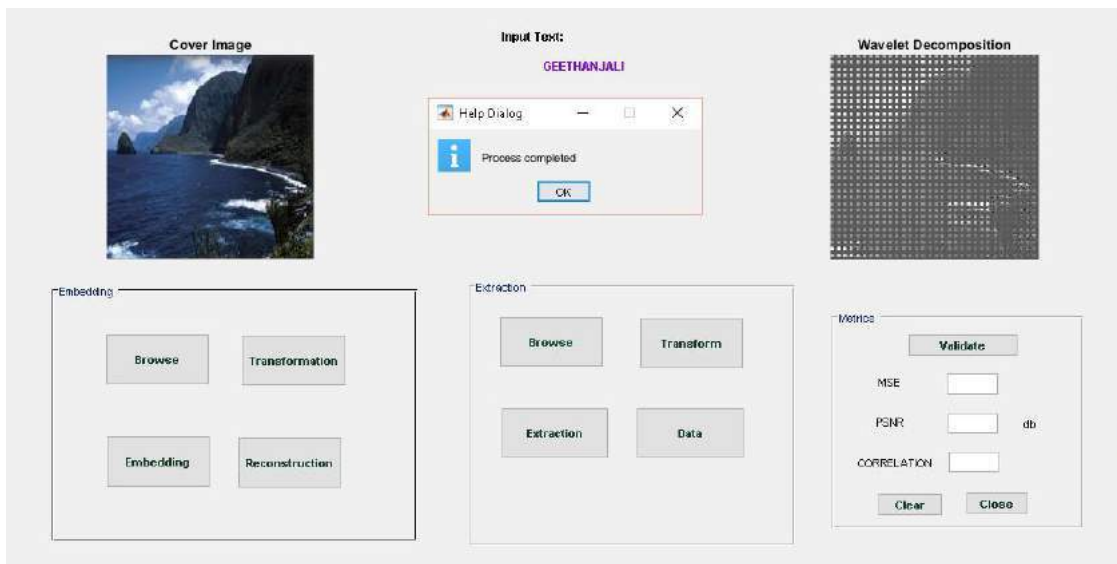 Cover Image
Input Text:
GEETHANJALI
Wavelet Decomposition
Help Dialog
Process completed
OK
Embedding
Browse
Transformation
Embedding
Reconstruction
Extraction
Browse
Transform
Extraction
Data
Metrics
Validate
MSE
PSNR
db
CORRELATION
Clear
Close